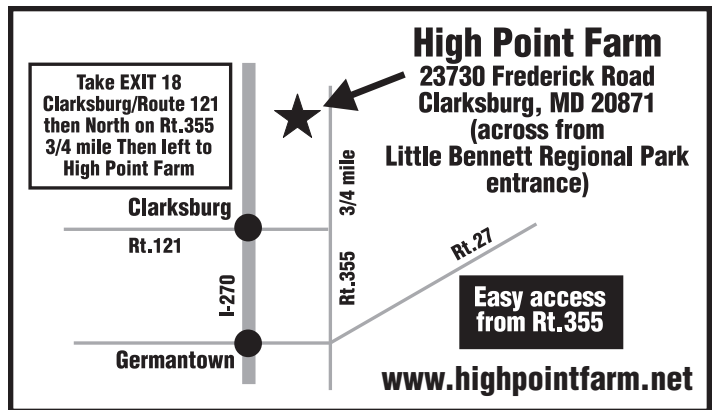 High Point Farm
23730 Frederick Road
Clarksburg, MD 20871
(across from
Little Bennett Regional Park
entrance)
Take EXIT 18
Clarksburg/Route 121
then North on Rt.355
3/4 mile Then left to
High Point Farm
3/4 mile
Clarksburg
Rt.121
I-270
Rt.355
Rt.27
Germantown
Easy access
from Rt.355
www.highpointfarm.net